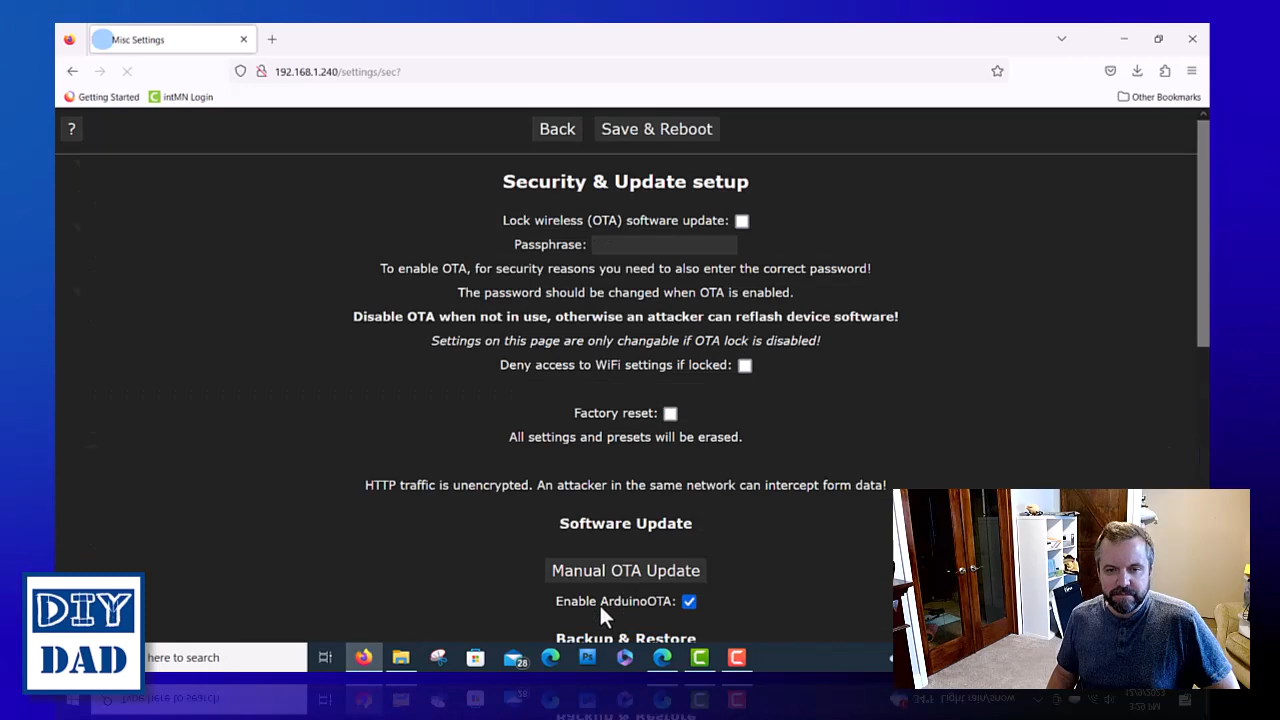 Misc Settings
192.168.1.240/settings/sec?
Getting Started
intMN Login
Other Bookmarks
?
Back
Save & Reboot
Security & Update setup
Lock wireless (OTA) software update:
Passphrase:
To enable OTA, for security reasons you need to also enter the correct password!
The password should be changed when OTA is enabled.
Disable OTA when not in use, otherwise an attacker can reflash device software!
Settings on this page are only changable if OTA lock is disabled!
Deny access to WiFi settings if locked:
Factory reset:
All settings and presets will be erased.
HTTP traffic is unencrypted. An attacker in the same network can intercept form data!
Software Update
Manual OTA Update
Enable ArduinoOTA:
Backup & Restore
DIY
DAD
here to search
28
Ps